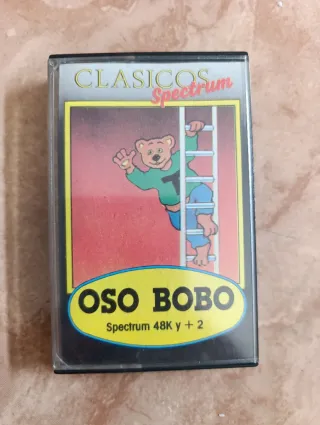 CLASICOS
Spectrum
T
OSO BOBO
Spectrum 48K y + 2